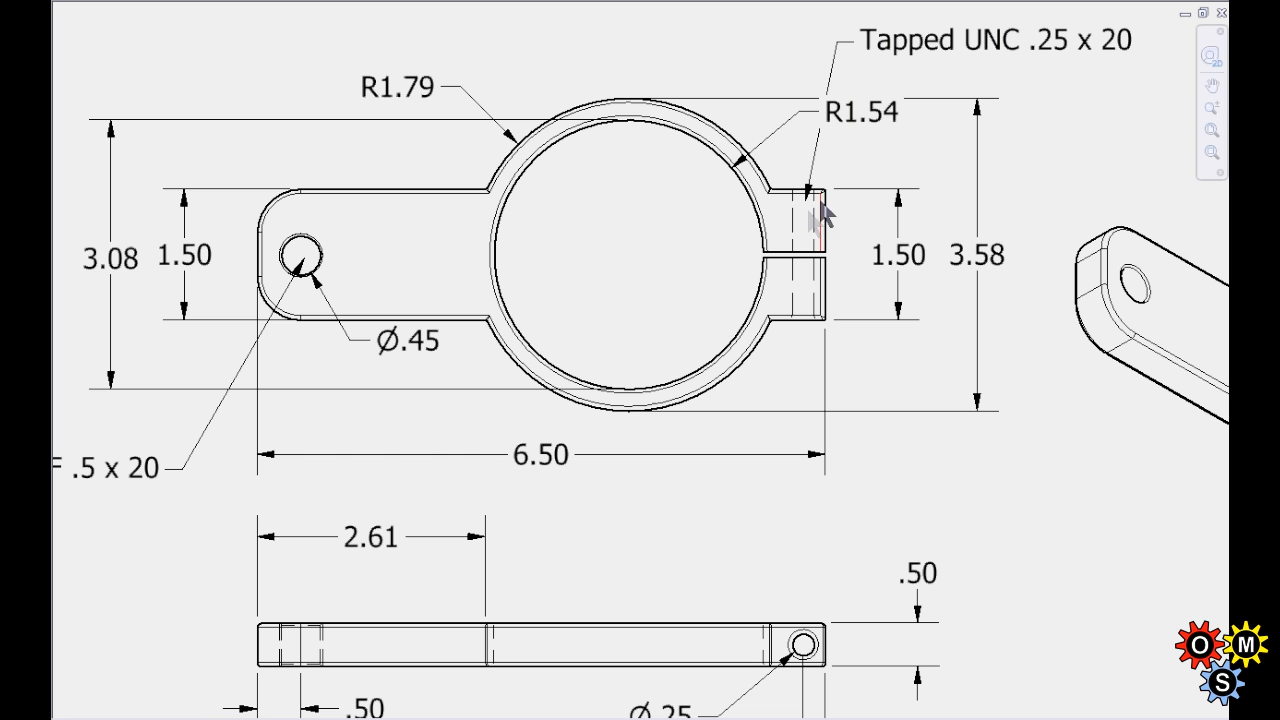 Tapped UNC .25 x 20
R1.79
R1.54
3.08
1.50
1.50
3.58
Ø.45
.5 x 20
6.50
2.61
.50
.50
Ø.25
2D
O
M
S